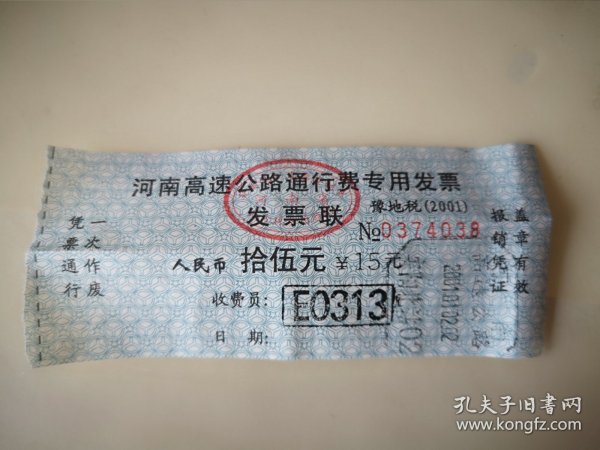 河南高速公路通行费专用发票
发票联
豫地税(2001)
№0374038
凭票通行
一次作废
人民币 拾伍元 ¥15元
收费员: E0313
日期:
报销凭证
盖章有效
孔夫子旧书网
www.kongfz.com